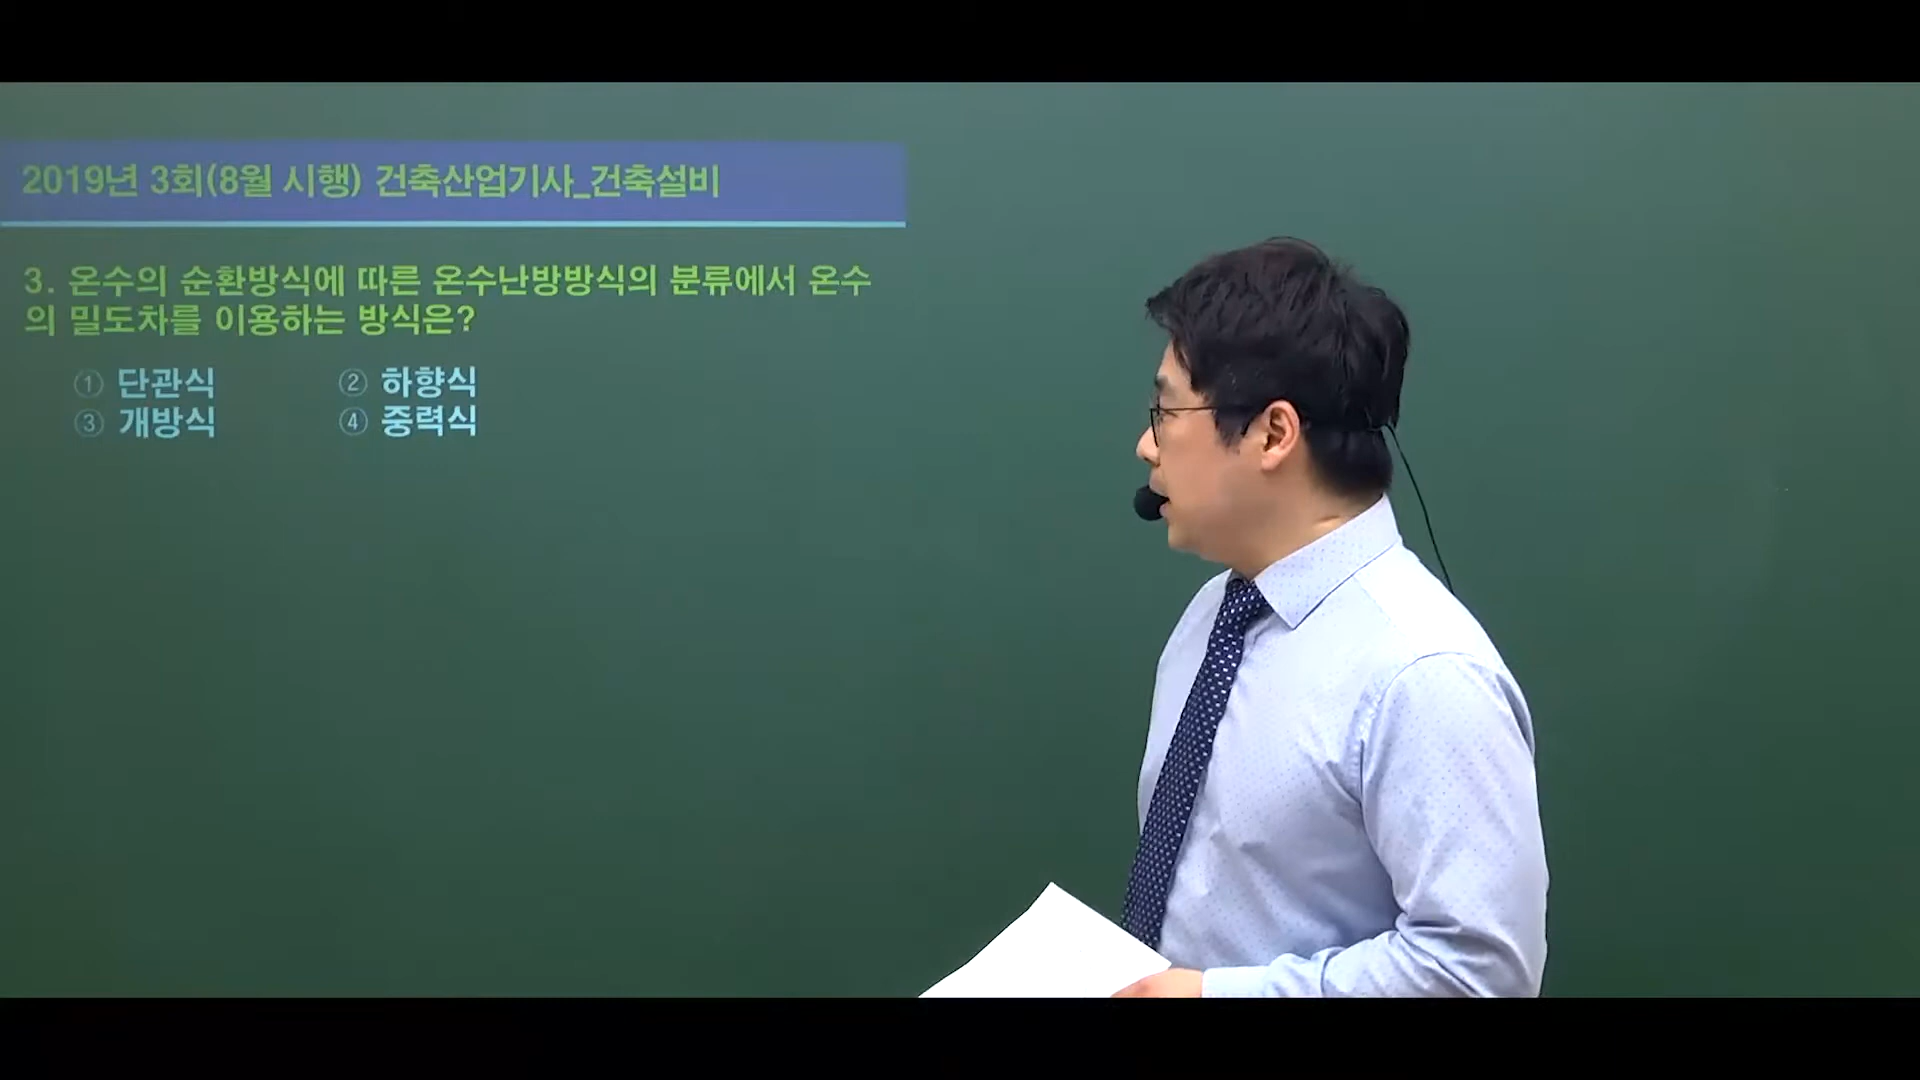 2019년 3회(8월 시행) 건축산업기사_건축설비
3. 온수의 순환방식에 따른 온수난방방식의 분류에서 온수
의 밀도차를 이용하는 방식은?
① 단관식 ② 하향식
③ 개방식 ④ 중력식